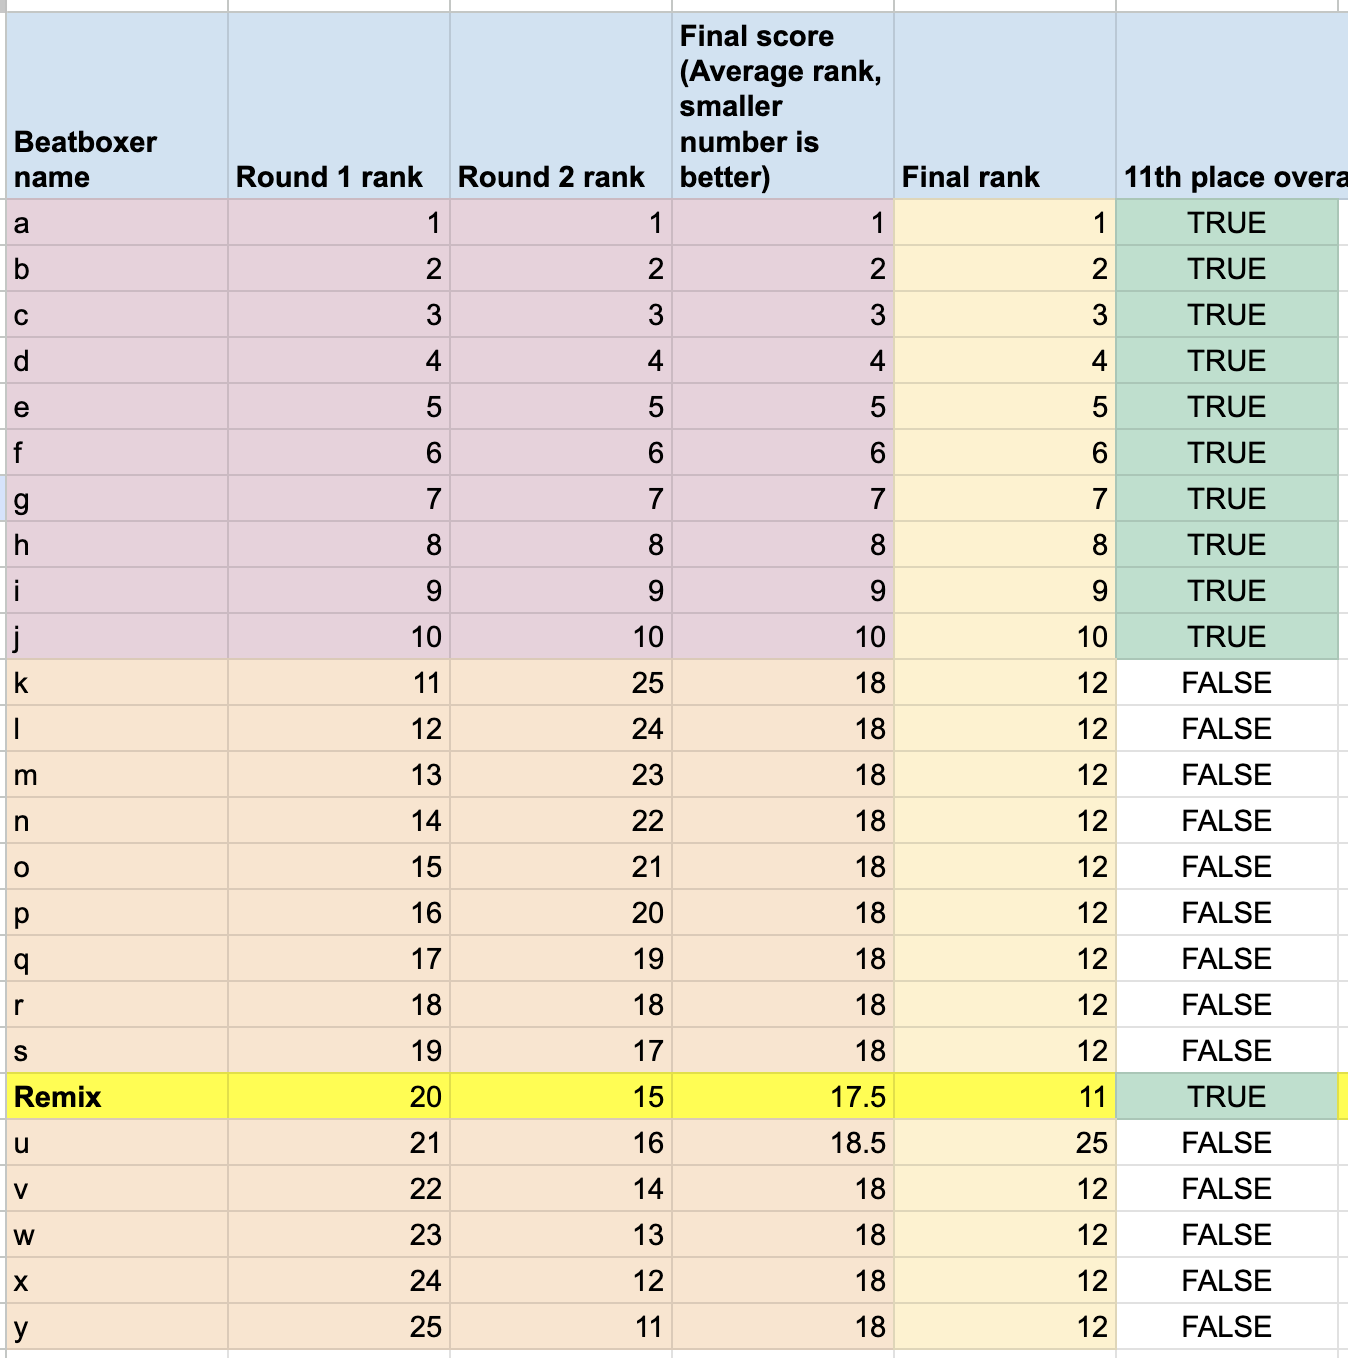 Beatboxer name Round 1 rank Round 2 rank Final score (Average rank, smaller number is better) Final rank 11th place overa
a 1 1 1 1 TRUE
b 2 2 2 2 TRUE
c 3 3 3 3 TRUE
d 4 4 4 4 TRUE
e 5 5 5 5 TRUE
f 6 6 6 6 TRUE
g 7 7 7 7 TRUE
h 8 8 8 8 TRUE
i 9 9 9 9 TRUE
j 10 10 10 10 TRUE
k 11 25 18 12 FALSE
l 12 24 18 12 FALSE
m 13 23 18 12 FALSE
n 14 22 18 12 FALSE
o 15 21 18 12 FALSE
p 16 20 18 12 FALSE
q 17 19 18 12 FALSE
r 18 18 18 12 FALSE
s 19 17 18 12 FALSE
Remix 20 15 17.5 11 TRUE
u 21 16 18.5 25 FALSE
v 22 14 18 12 FALSE
w 23 13 18 12 FALSE
x 24 12 18 12 FALSE
y 25 11 18 12 FALSE